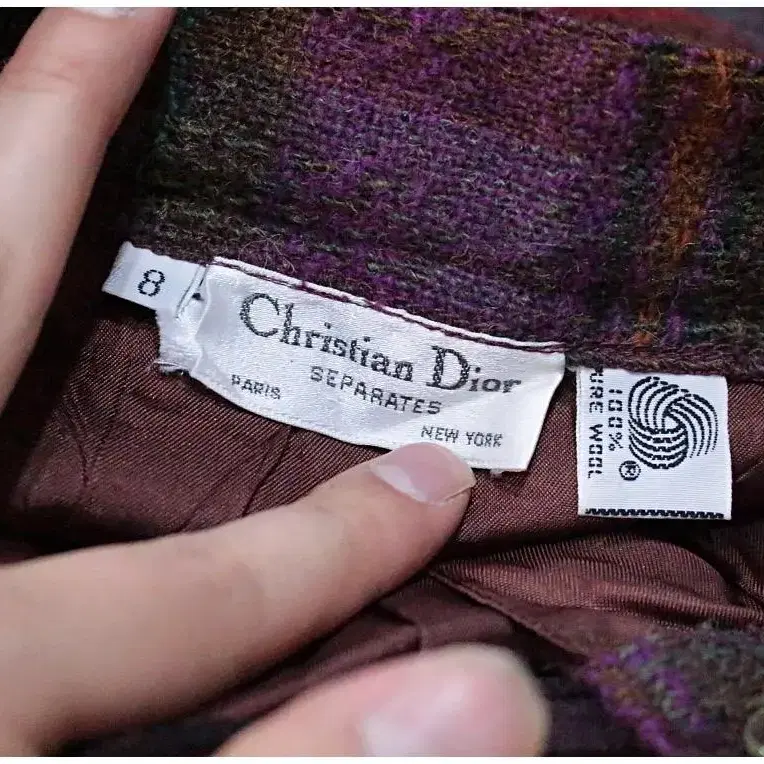 8
Christian Dior
SEPARATES
PARIS
NEW YORK
®
100%
PURE WOOL